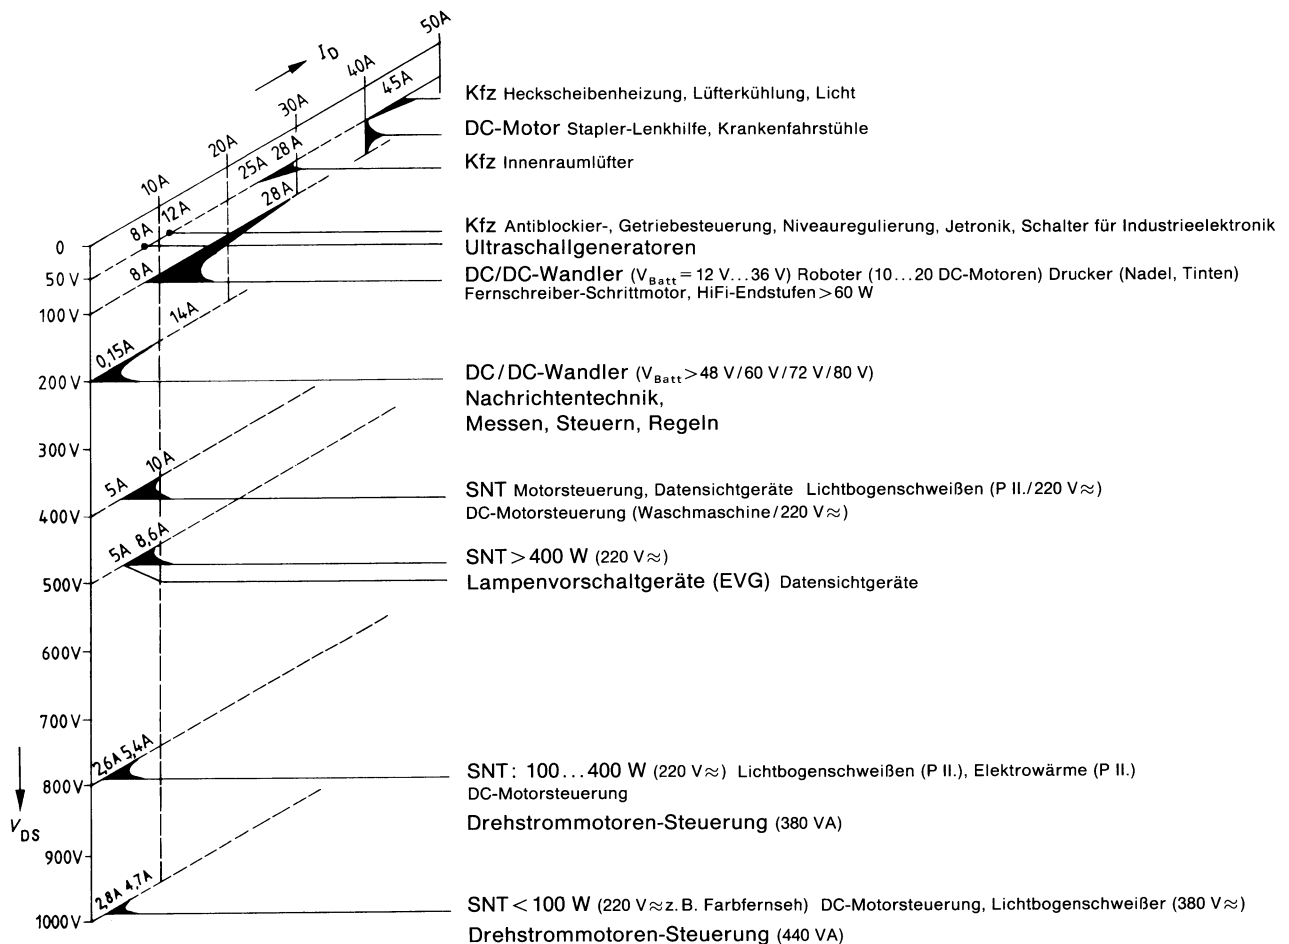 50A
I_D
40A
45A
Kfz Heckscheibenheizung, Lüfterkühlung, Licht
30A
DC-Motor Stapler-Lenkhilfe, Krankenfahrstühle
20A
25A 28A
Kfz Innenraumlüfter
10A
28A
12A
8A
Kfz Antiblockier-, Getriebesteuerung, Niveauregulierung, Jetronik, Schalter für Industrieelektronik
0
Ultraschallgeneratoren
8A
DC/DC-Wandler (V_Batt = 12 V...36 V) Roboter (10...20 DC-Motoren) Drucker (Nadel, Tinten)
50V
Fernschreiber-Schrittmotor, HiFi-Endstufen > 60 W
100V
14A
0,15A
200V
DC/DC-Wandler (V_Batt > 48 V/60 V/72 V/80 V)
Nachrichtentechnik,
Messen, Steuern, Regeln
300V
10A
5A
SNT Motorsteuerung, Datensichtgeräte Lichtbogenschweißen (P II./220 V≈)
400V
DC-Motorsteuerung (Waschmaschine/220 V≈)
5A 8,6A
SNT > 400 W (220 V≈)
500V
Lampenvorschaltgeräte (EVG) Datensichtgeräte
600V
700V
2,6A 5,4A
SNT: 100...400 W (220 V≈) Lichtbogenschweißen (P II.), Elektrowärme (P II.)
800V
DC-Motorsteuerung
V_DS
Drehstrommotoren-Steuerung (380 VA)
900V
2,8A 4,7A
SNT < 100 W (220 V≈z.B. Farbfernseh) DC-Motorsteuerung, Lichtbogenschweißer (380 V≈)
1000V
Drehstrommotoren-Steuerung (440 VA)